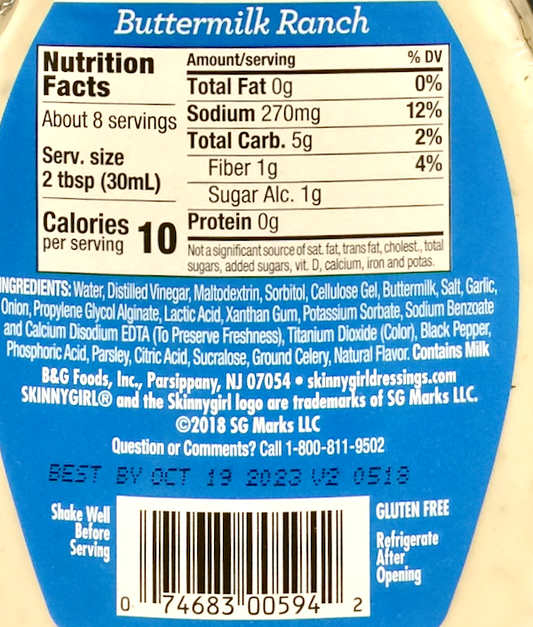 Buttermilk Ranch
Nutrition
Facts
About 8 servings
Serv. size
2 tbsp (30mL)
Calories 10
per serving
Amount/serving % DV
Total Fat 0g 0%
Sodium 270mg 12%
Total Carb. 5g 2%
Fiber 1g 4%
Sugar Alc. 1g
Protein 0g
Not a significant source of sat. fat, trans fat, cholest., total
sugars, added sugars, vit. D, calcium, iron and potas.
INGREDIENTS: Water, Distilled Vinegar, Maltodextrin, Sorbitol, Cellulose Gel, Buttermilk, Salt, Garlic,
Onion, Propylene Glycol Alginate, Lactic Acid, Xanthan Gum, Potassium Sorbate, Sodium Benzoate
and Calcium Disodium EDTA (To Preserve Freshness), Titanium Dioxide (Color), Black Pepper,
Phosphoric Acid, Parsley, Citric Acid, Sucralose, Ground Celery, Natural Flavor. Contains Milk
B&G Foods, Inc., Parsippany, NJ 07054 • skinnygirldressings.com
SKINNYGIRL® and the Skinnygirl logo are trademarks of SG Marks LLC.
©2018 SG Marks LLC
Question or Comments? Call 1-800-811-9502
BEST BY OCT 19 2023 V2 0518
Shake Well
Before
Serving
GLUTEN FREE
Refrigerate
After
Opening
0 74683 00594 2